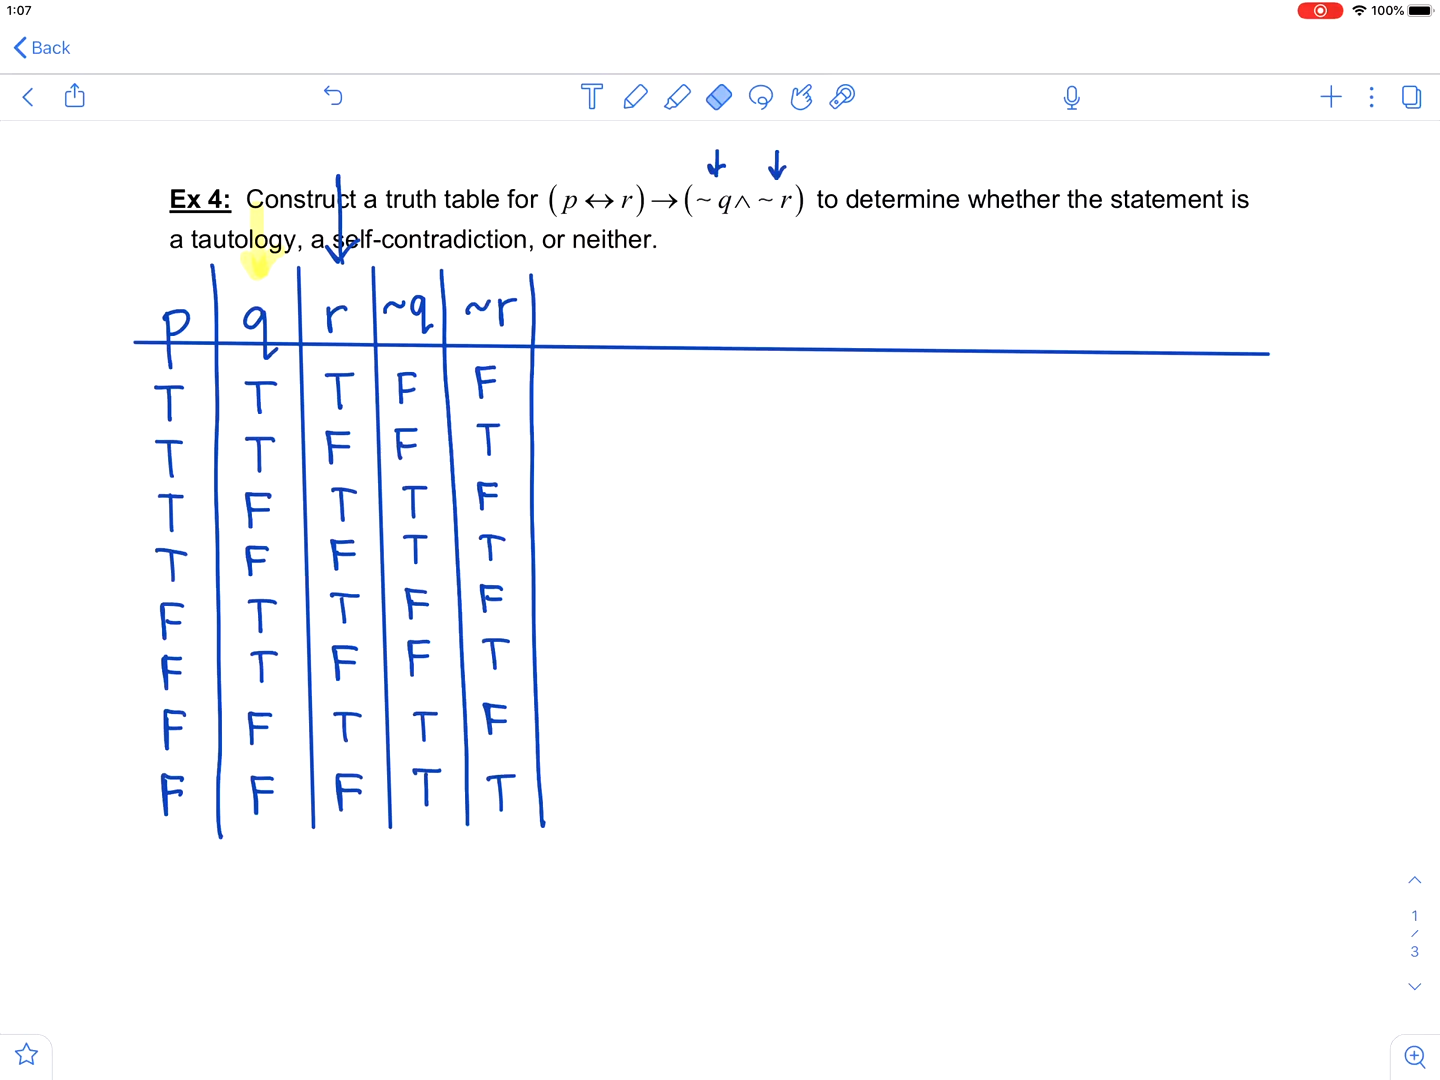 1:07
100%
Back
Ex 4: Construct a truth table for (p ↔ r) → (~ q ∧ ~ r) to determine whether the statement is
a tautology, a self-contradiction, or neither.
p q r ~q ~r
T T T F F
T T F F T
T F T T F
T F F T T
F T T F F
F T F F T
F F T T F
F F F T T
1
/
3